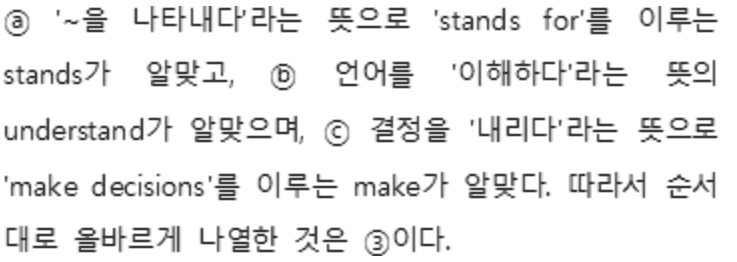 ⓐ '~을 나타내다'라는 뜻으로 'stands for'를 이루는
stands가 알맞고, ⓑ 언어를 '이해하다'라는 뜻의
understand가 알맞으며, ⓒ 결정을 '내리다'라는 뜻으로
'make decisions'를 이루는 make가 알맞다. 따라서 순서
대로 올바르게 나열한 것은 ③이다.